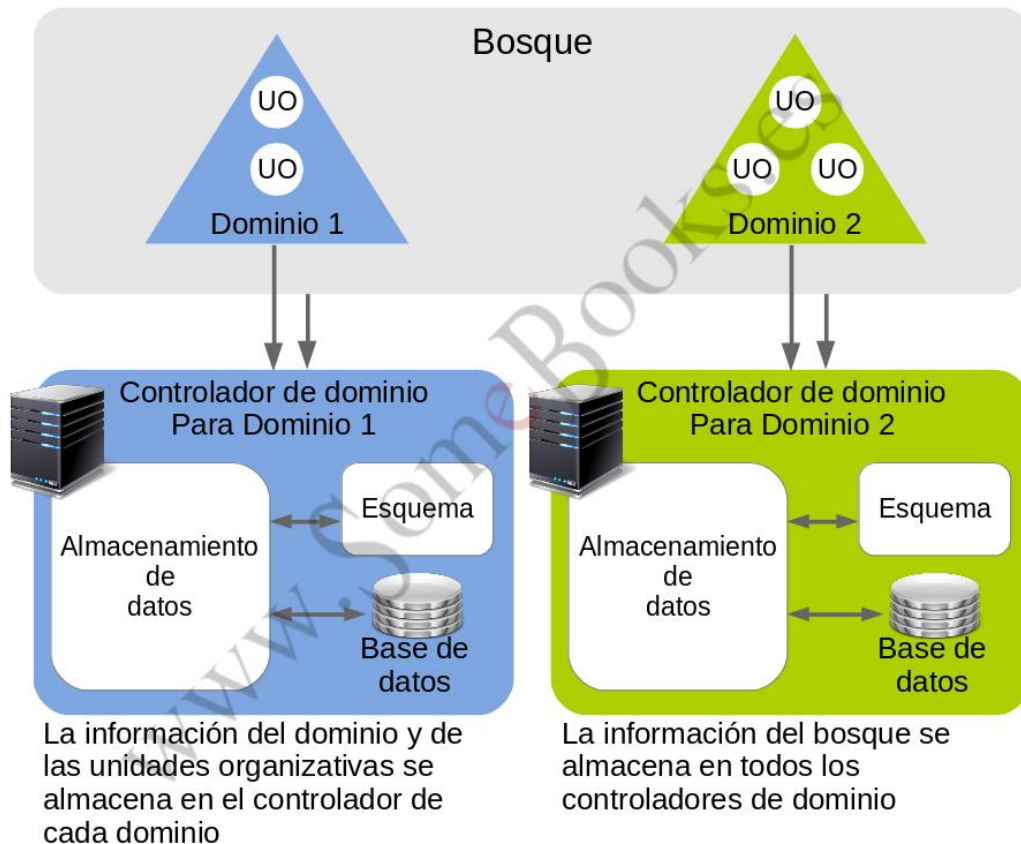 Bosque
UO
UO
Dominio 1
UO
UO
UO
Dominio 2
Controlador de dominio
Para Dominio 1
Almacenamiento
de
datos
Esquema
Base de
datos
La información del dominio y de
las unidades organizativas se
almacena en el controlador de
cada dominio
Controlador de dominio
Para Dominio 2
Almacenamiento
de
datos
Esquema
Base de
datos
La información del bosque se
almacena en todos los
controladores de dominio
www.SomeBooks.es